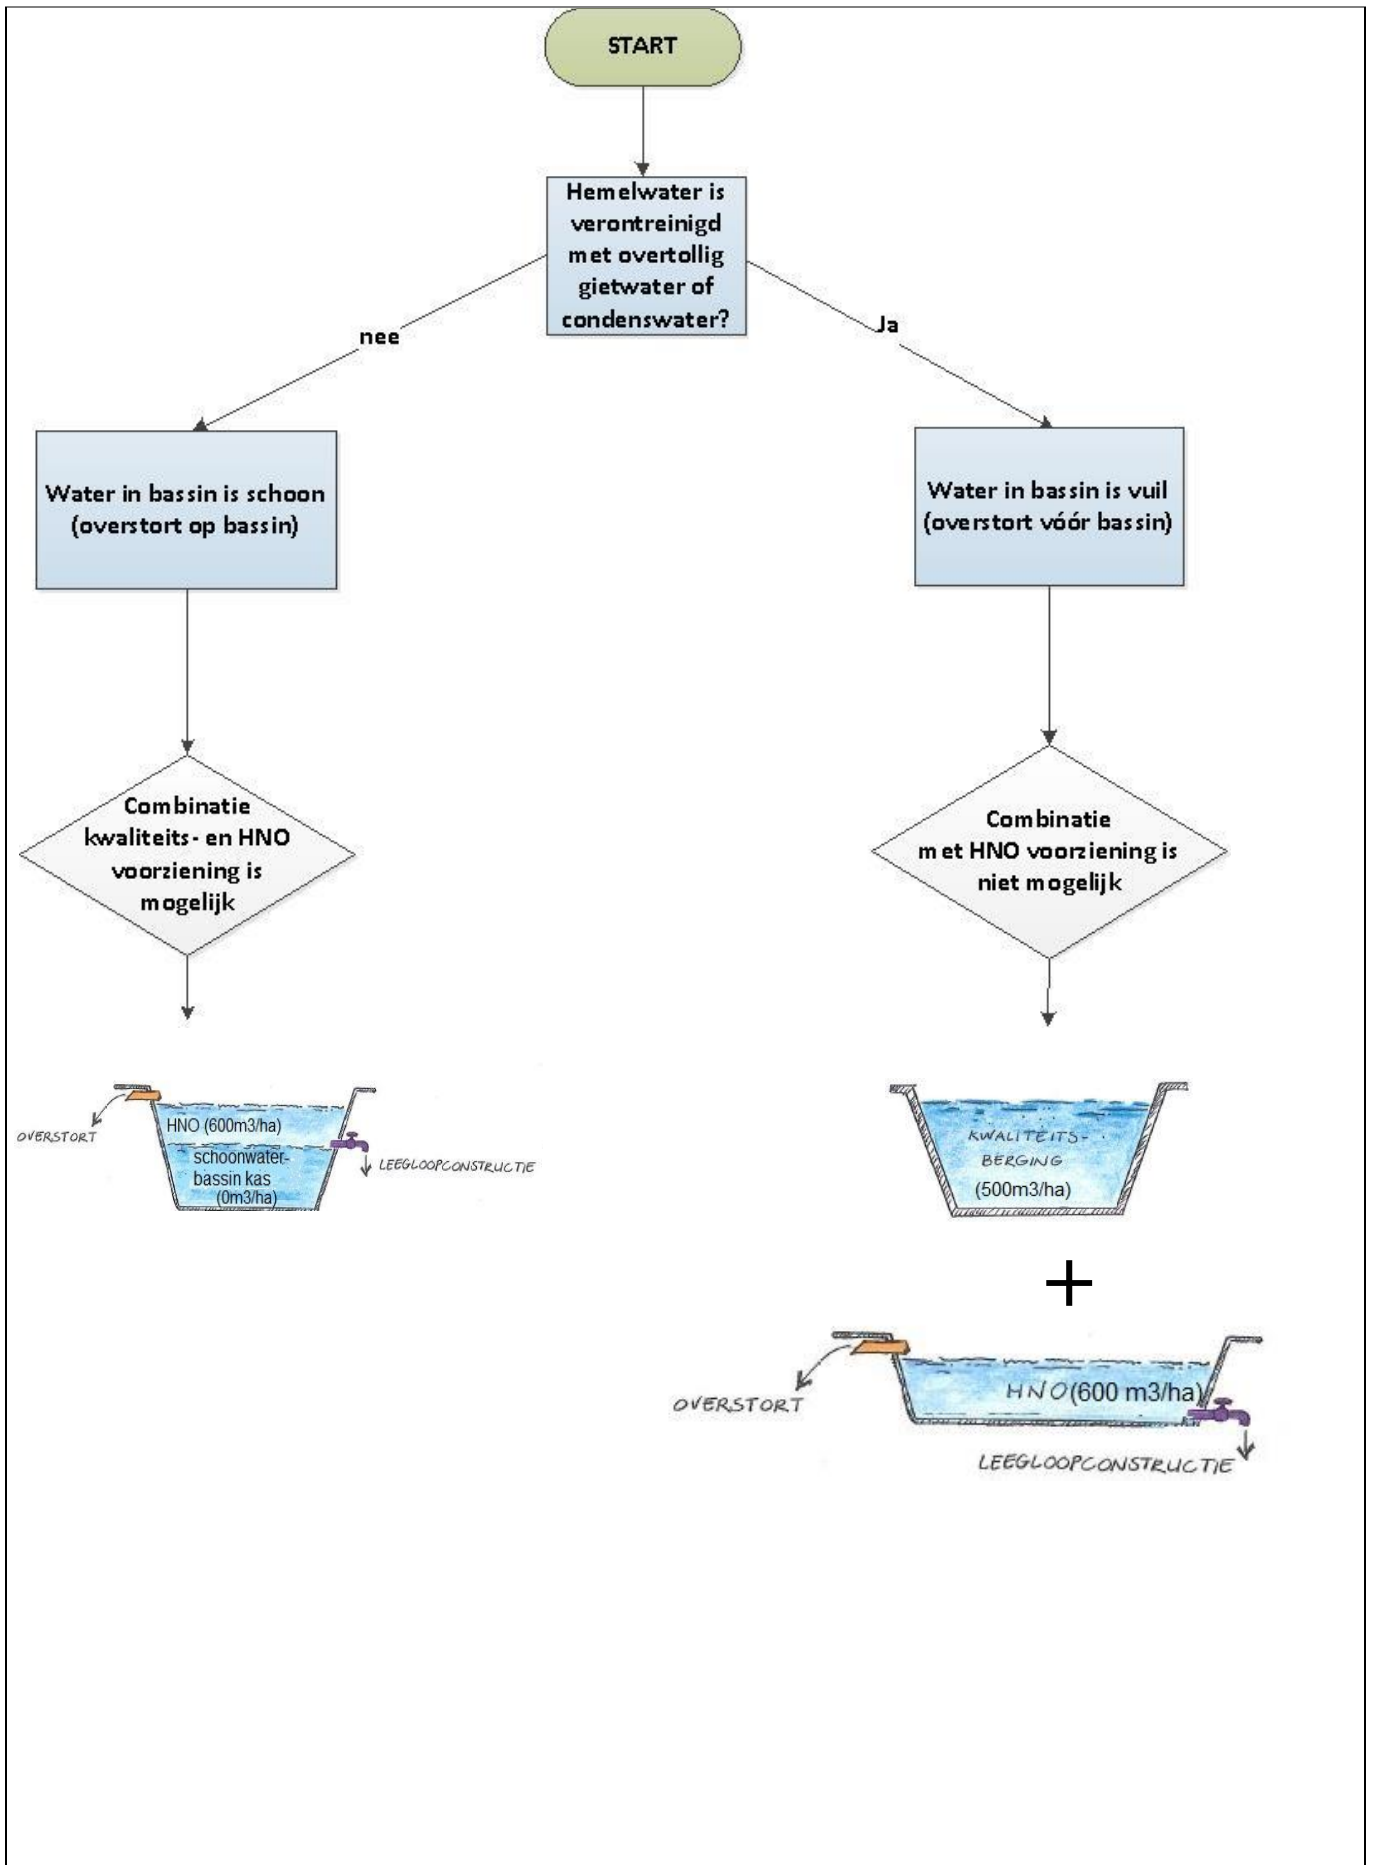 START
Hemelwater is
verontreinigd
met overtollig
gietwater of
condenswater?
nee
Ja
Water in bassin is schoon
(overstort op bassin)
Water in bassin is vuil
(overstort vóór bassin)
Combinatie
kwaliteits- en HNO
voorziening is
mogelijk
Combinatie
met HNO voorziening is
niet mogelijk
OVERSTORT
HNO (600m3/ha)
schoonwater-
bassin kas
(0m3/ha)
LEEGLOOPCONSTRUCTIE
KWALITEITS-
BERGING
(500m3/ha)
+
OVERSTORT
HNO (600 m3/ha)
LEEGLOOPCONSTRUCTIE